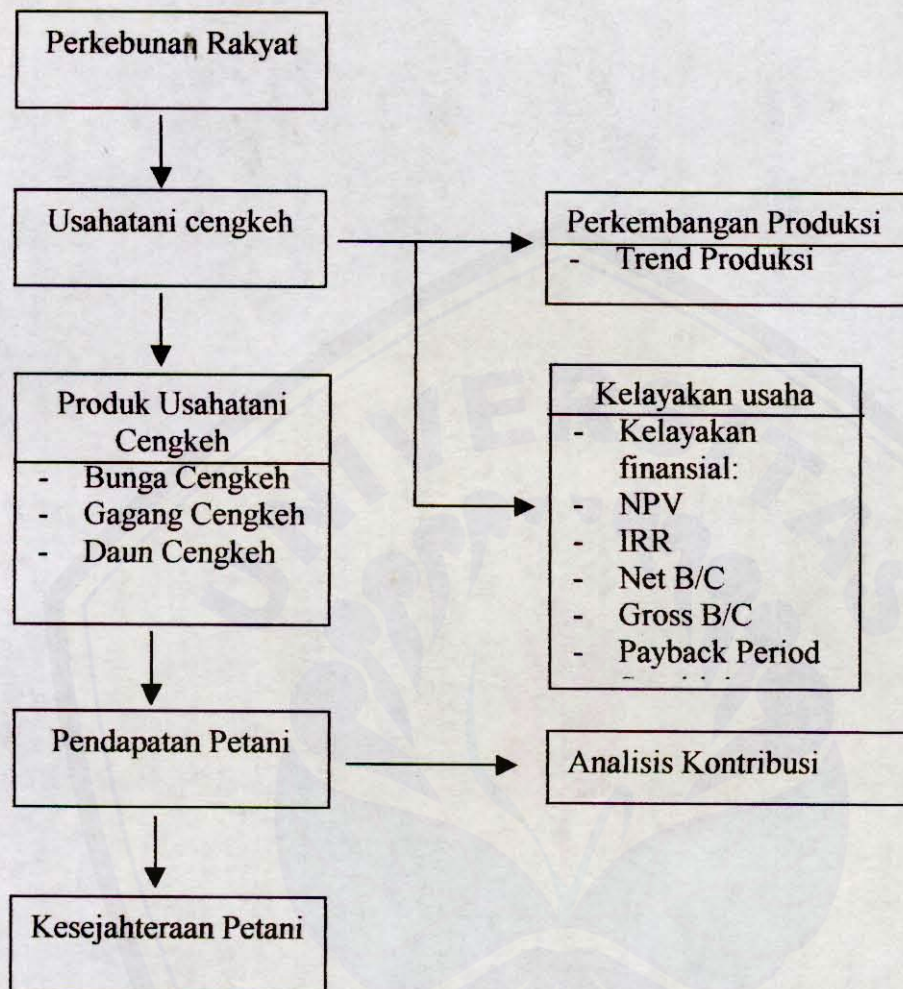 Perkebunan Rakyat
Usahatani cengkeh
Perkembangan Produksi
- Trend Produksi
Produk Usahatani
Cengkeh
- Bunga Cengkeh
- Gagang Cengkeh
- Daun Cengkeh
Kelayakan usaha
- Kelayakan
finansial:
- NPV
- IRR
- Net B/C
- Gross B/C
- Payback Period
Pendapatan Petani
Analisis Kontribusi
Kesejahteraan Petani